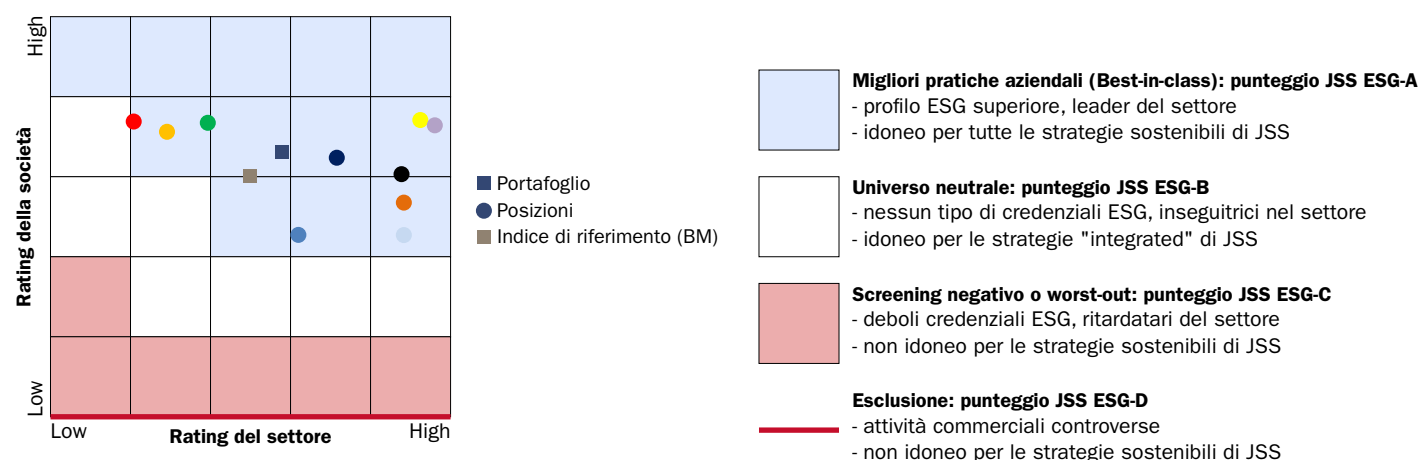 High
Rating della società
Low
Low
Rating del settore
High
Portafoglio
Posizioni
Indice di riferimento (BM)
Migliori pratiche aziendali (Best-in-class): punteggio JSS ESG-A
- profilo ESG superiore, leader del settore
- idoneo per tutte le strategie sostenibili di JSS
Universo neutrale: punteggio JSS ESG-B
- nessun tipo di credenziali ESG, inseguitrici nel settore
- idoneo per le strategie "integrated" di JSS
Screening negativo o worst-out: punteggio JSS ESG-C
- deboli credenziali ESG, ritardatari del settore
- non idoneo per le strategie sostenibili di JSS
Esclusione: punteggio JSS ESG-D
- attività commerciali controverse
- non idoneo per le strategie sostenibili di JSS